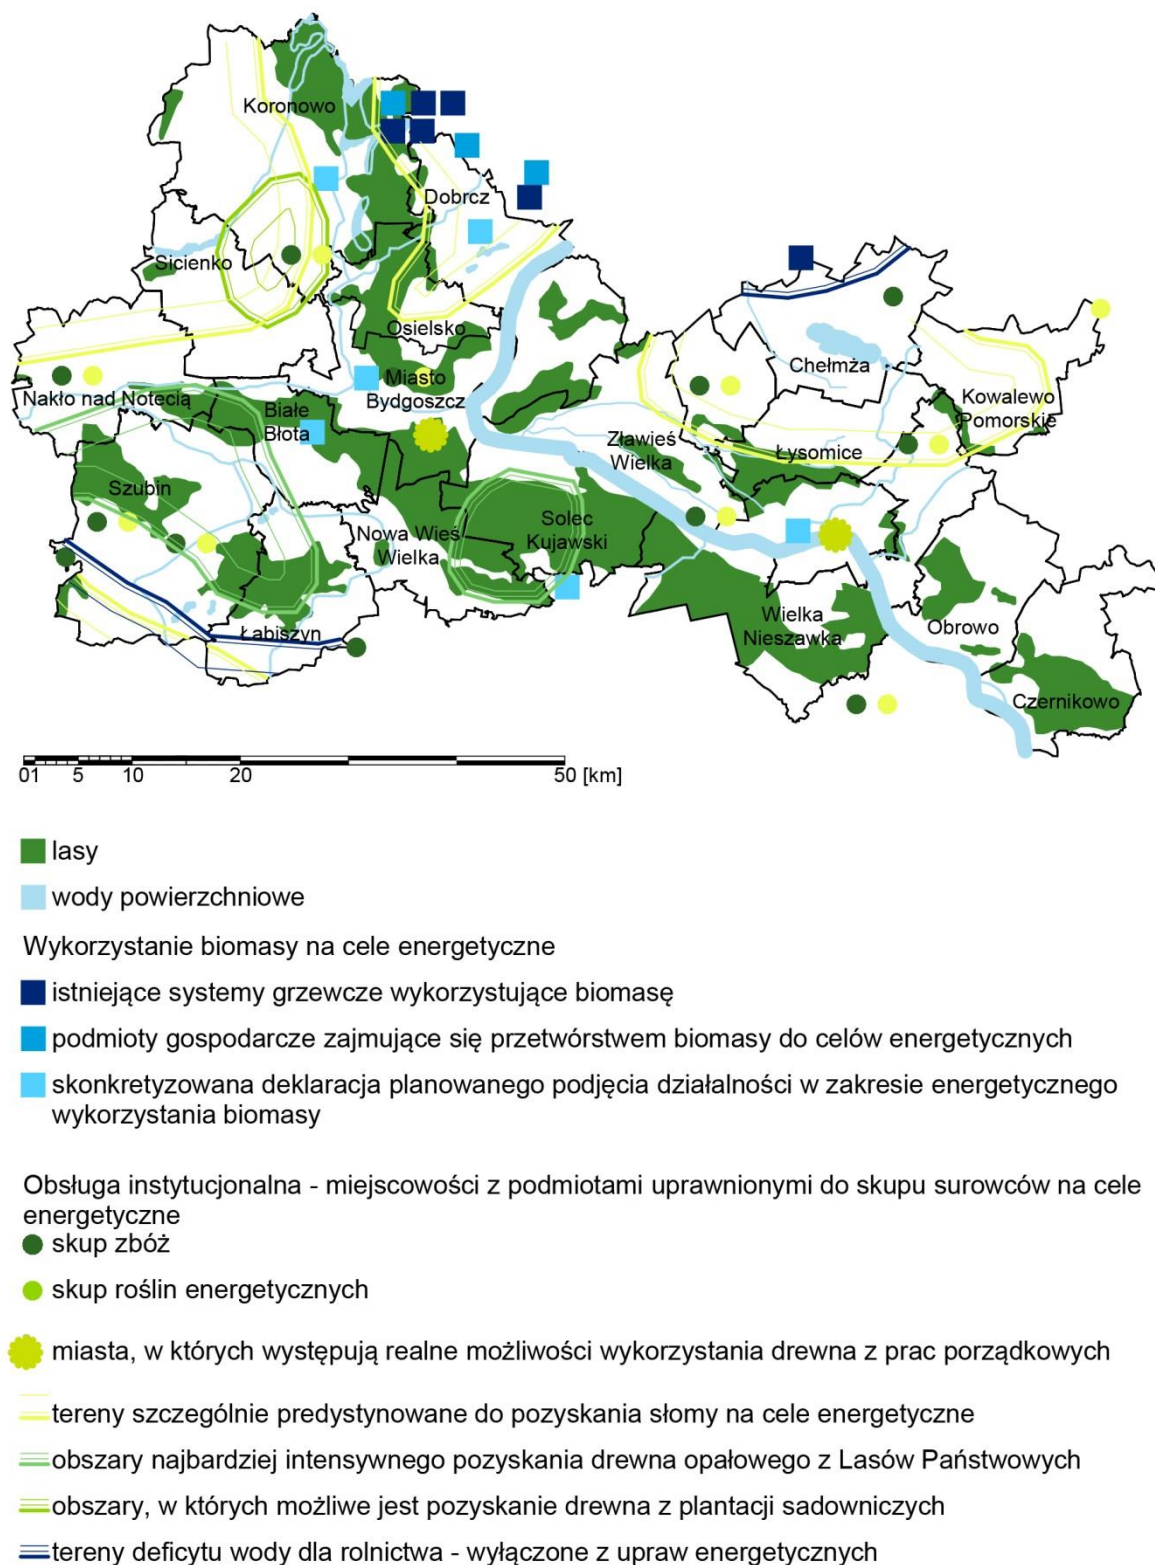 Koronowo
Dobrcz
Sicienko
Osielsko
Chełmża
Miasto
Bydgoszcz
Nakło nad Notecią
Białe
Błota
Kowalewo
Pomorskie
Zławieś
Wielka
Łysomice
Szubin
Nowa Wieś
Wielka
Solec
Kujawski
Wielka
Nieszawka
Obrowo
Łabiszyn
Czernikowo
01 5 10 20 50 [km]
lasy
wody powierzchniowe
Wykorzystanie biomasy na cele energetyczne
istniejące systemy grzewcze wykorzystujące biomasę
podmioty gospodarcze zajmujące się przetwórstwem biomasy do celów energetycznych
skonkretyzowana deklaracja planowanego podjęcia działalności w zakresie energetycznego
wykorzystania biomasy
Obsługa instytucjonalna - miejscowości z podmiotami uprawnionymi do skupu surowców na cele
energetyczne
skup zbóż
skup roślin energetycznych
miasta, w których występują realne możliwości wykorzystania drewna z prac porządkowych
tereny szczególnie predystynowane do pozyskania słomy na cele energetyczne
obszary najbardziej intensywnego pozyskania drewna opałowego z Lasów Państwowych
obszary, w których możliwe jest pozyskanie drewna z plantacji sadowniczych
tereny deficytu wody dla rolnictwa - wyłączone z upraw energetycznych